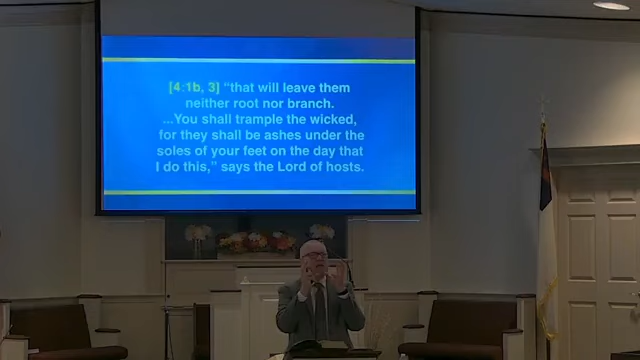 [4:1b, 3] “that will leave them
neither root nor branch.
...You shall trample the wicked,
for they shall be ashes under the
soles of your feet on the day that
I do this,” says the Lord of hosts.